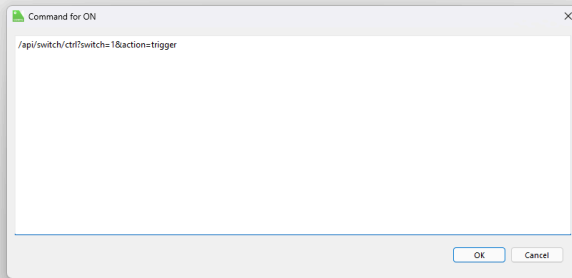 Command for ON
/api/switch/ctrl?switch=1&action=trigger
OK
Cancel